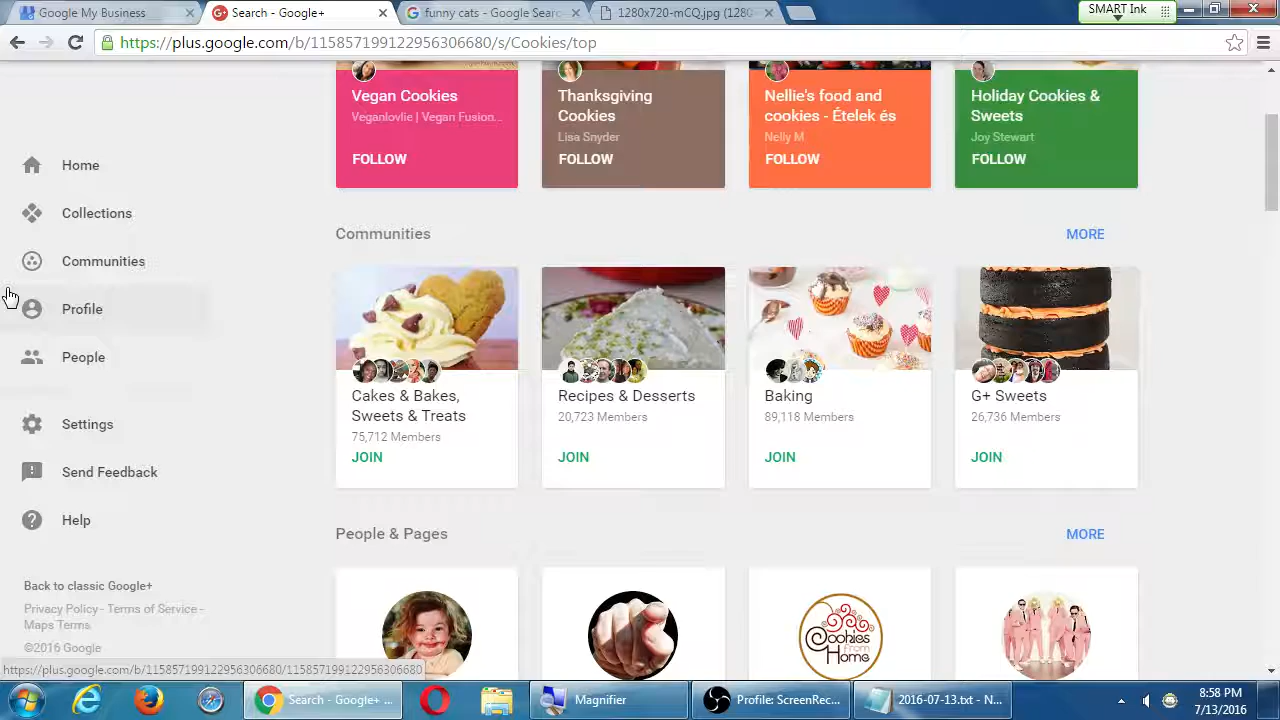 Google My Business
Search - Google+
funny cats - Google Searc
1280x720-mCQ.jpg (1280
SMART Ink
https://plus.google.com/b/115857199122956306680/s/Cookies/top
Vegan Cookies
Veganlovlie | Vegan Fusion...
FOLLOW
Thanksgiving
Cookies
Lisa Snyder
FOLLOW
Nellie's food and
cookies - Ételek és
Nelly M
FOLLOW
Holiday Cookies &
Sweets
Joy Stewart
FOLLOW
Home
Collections
Communities
Profile
People
Settings
Send Feedback
Help
Back to classic Google+
Privacy Policy - Terms of Service -
Maps Terms
©2016 Google
Communities
MORE
Cakes & Bakes,
Sweets & Treats
75,712 Members
JOIN
Recipes & Desserts
20,723 Members
JOIN
Baking
89,118 Members
JOIN
G+ Sweets
26,736 Members
JOIN
People & Pages
MORE
Cookies
from
Home
https://plus.google.com/b/115857199122956306680/115857199122956306680
Search - Google+ ...
Magnifier
Profile: ScreenRec...
2016-07-13.txt - N...
8:58 PM
7/13/2016